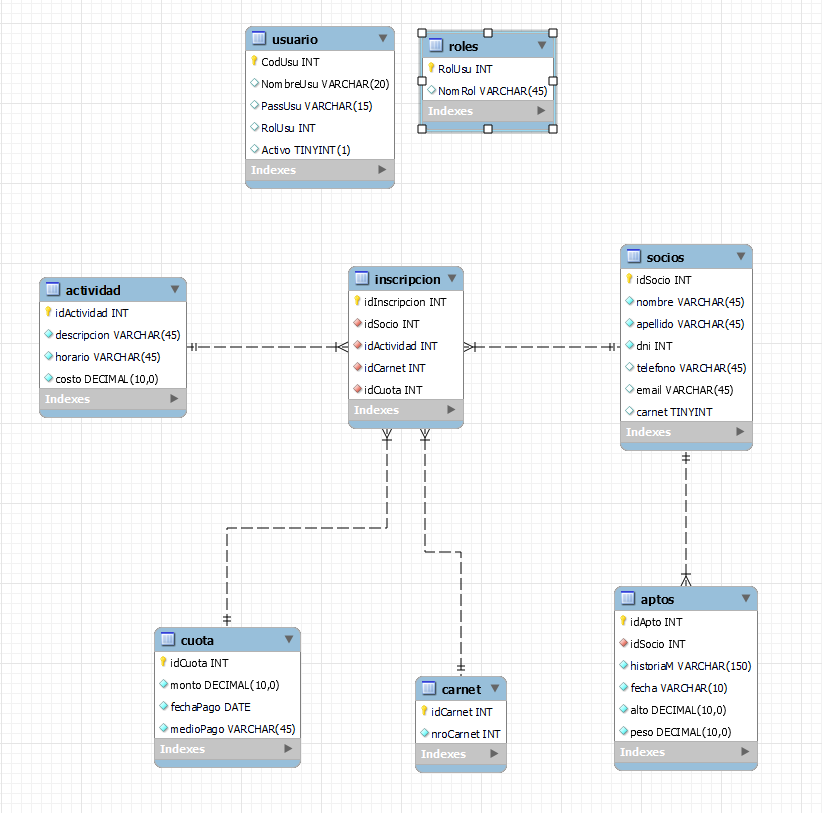 usuario
CodUsu INT
NombreUsu VARCHAR(20)
PassUsu VARCHAR(15)
RolUsu INT
Activo TINYINT(1)
Indexes
roles
RolUsu INT
NomRol VARCHAR(45)
Indexes
actividad
idActividad INT
descripcion VARCHAR(45)
horario VARCHAR(45)
costo DECIMAL(10,0)
Indexes
inscripcion
idInscripcion INT
idSocio INT
idActividad INT
idCarnet INT
idCuota INT
Indexes
socios
idSocio INT
nombre VARCHAR(45)
apellido VARCHAR(45)
dni INT
telefono VARCHAR(45)
email VARCHAR(45)
carnet TINYINT
Indexes
cuota
idCuota INT
monto DECIMAL(10,0)
fechaPago DATE
medioPago VARCHAR(45)
Indexes
carnet
idCarnet INT
nroCarnet INT
Indexes
aptos
idApto INT
idSocio INT
historiaM VARCHAR(150)
fecha VARCHAR(10)
alto DECIMAL(10,0)
peso DECIMAL(10,0)
Indexes